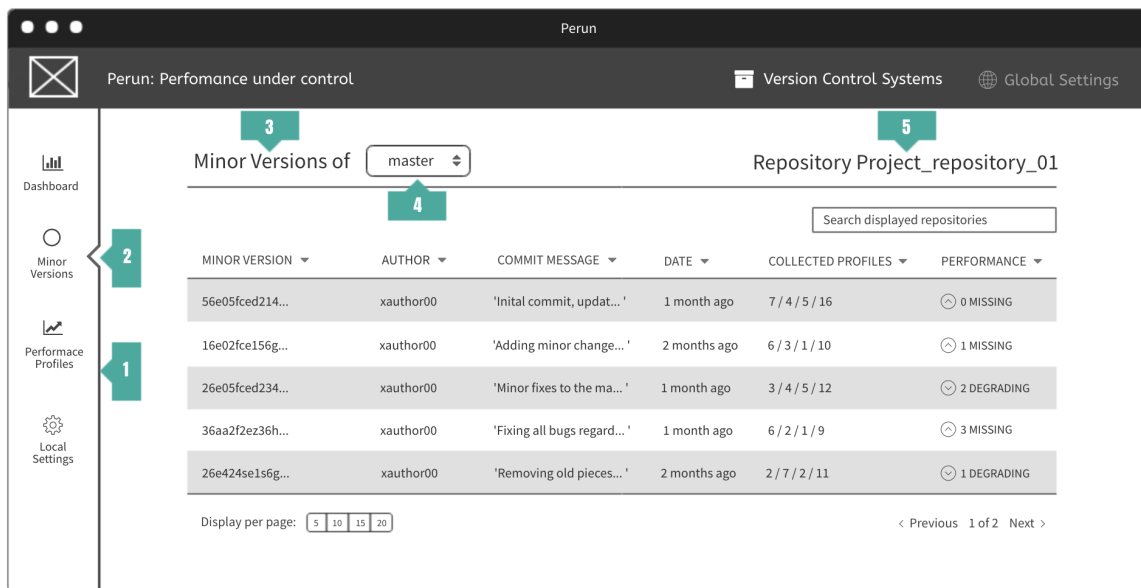 Perun
Perun: Perfomance under control
Version Control Systems
Global Settings
3
5
Minor Versions of
master
Repository Project_repository_01
4
Dashboard
Minor
Versions
2
Performace
Profiles
1
Local
Settings
Search displayed repositories
MINOR VERSION AUTHOR COMMIT MESSAGE DATE COLLECTED PROFILES PERFORMANCE
56e05fced214... xauthor00 'Inital commit, updat... ' 1 month ago 7 / 4 / 5 / 16 0 MISSING
16e02fce156g... xauthor00 'Adding minor change... ' 2 months ago 6 / 3 / 1 / 10 1 MISSING
26e05fced234... xauthor00 'Minor fixes to the ma... ' 1 month ago 3 / 4 / 5 / 12 2 DEGRADING
36aa2f2ez36h... xauthor00 'Fixing all bugs regard... ' 1 month ago 6 / 2 / 1 / 9 3 MISSING
26e424se1s6g... xauthor00 'Removing old pieces... ' 2 months ago 2 / 7 / 2 / 11 1 DEGRADING
Display per page: 5 10 15 20
< Previous 1 of 2 Next >